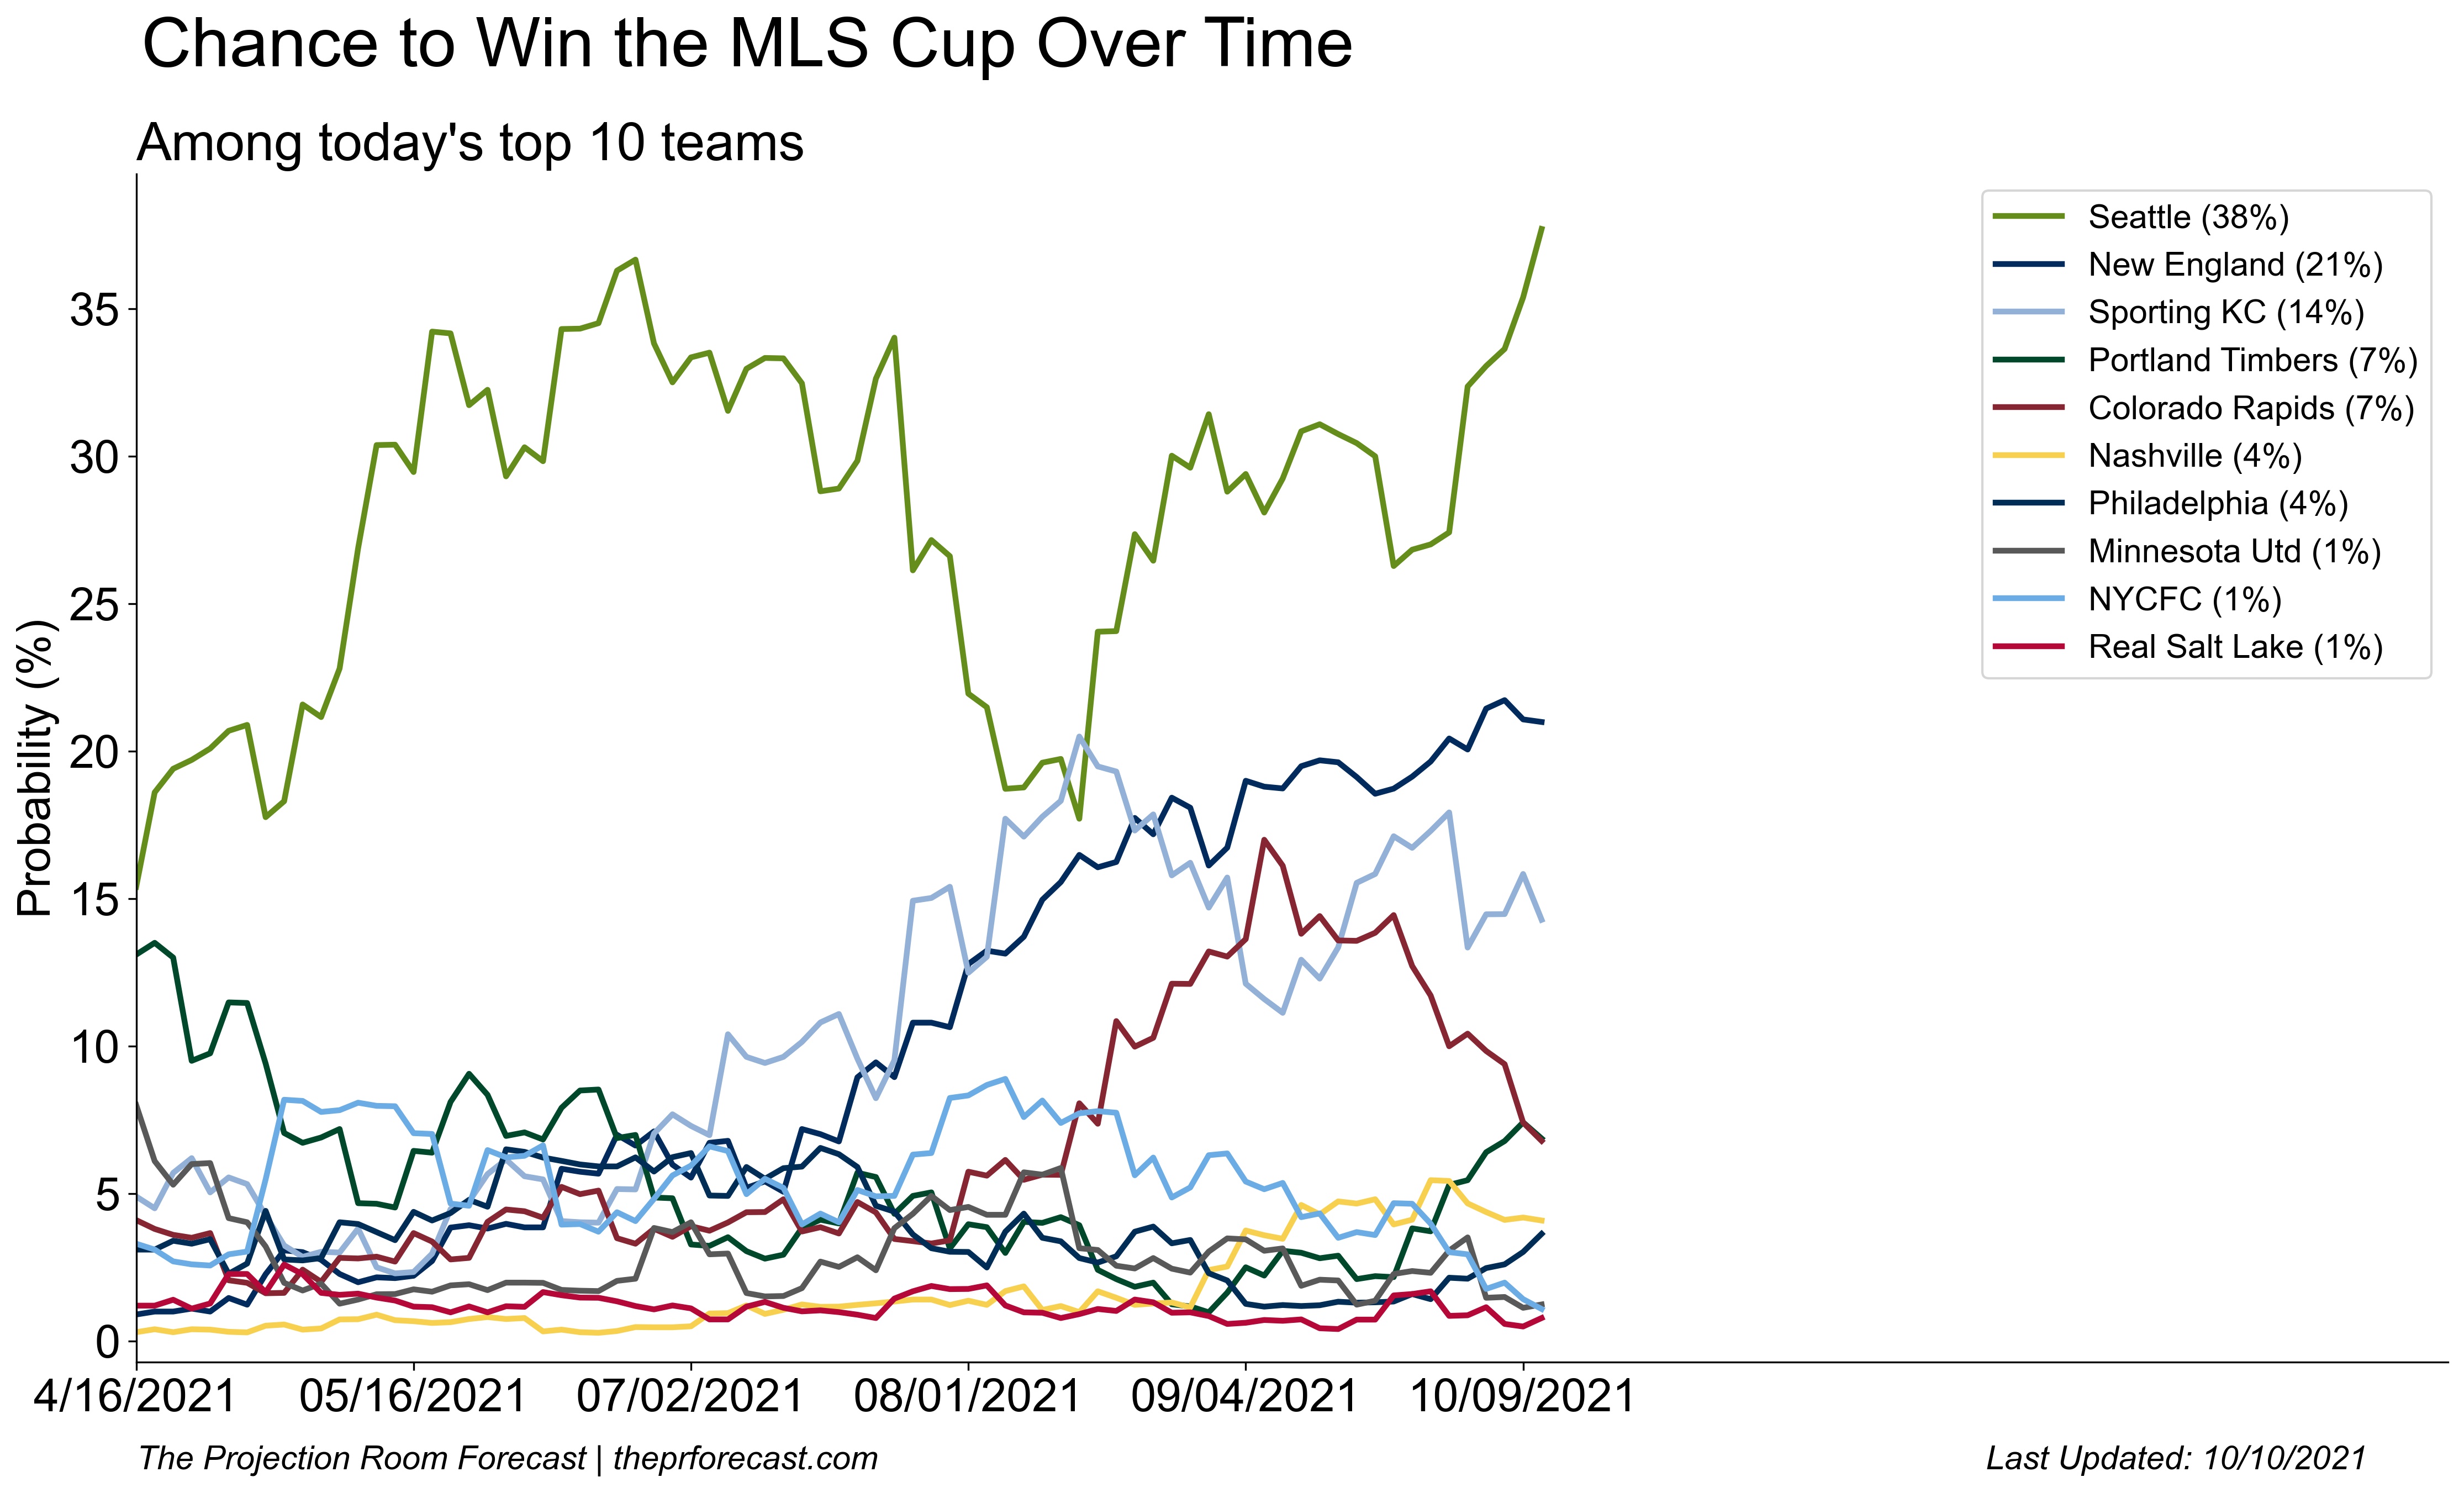 Chance to Win the MLS Cup Over Time
Among today's top 10 teams
Probability (%)
35
30
25
20
15
10
5
0
4/16/2021
05/16/2021
07/02/2021
08/01/2021
09/04/2021
10/09/2021
Seattle (38%)
New England (21%)
Sporting KC (14%)
Portland Timbers (7%)
Colorado Rapids (7%)
Nashville (4%)
Philadelphia (4%)
Minnesota Utd (1%)
NYCFC (1%)
Real Salt Lake (1%)
The Projection Room Forecast | theprforecast.com
Last Updated: 10/10/2021